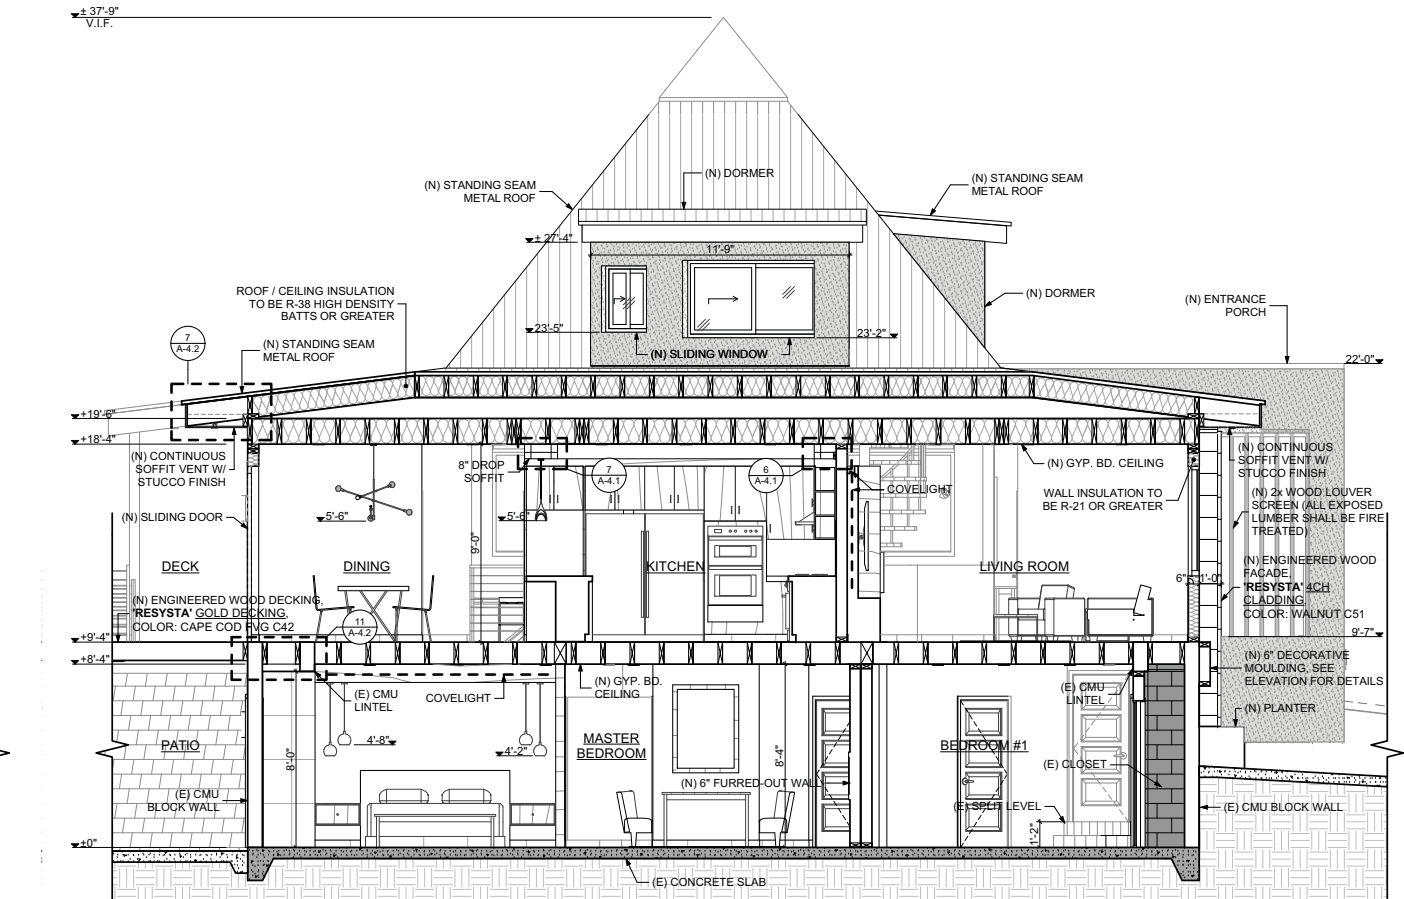 ± 37'-9"
V.I.F.
(N) DORMER
(N) STANDING SEAM
METAL ROOF
(N) STANDING SEAM
METAL ROOF
± 27'-4"
11'-9"
ROOF / CEILING INSULATION
TO BE R-38 HIGH DENSITY
BATTS OR GREATER
(N) DORMER
(N) ENTRANCE
PORCH
23'-5"
23'-2"
(N) SLIDING WINDOW
7
A-4.2
(N) STANDING SEAM
METAL ROOF
22'-0"
+19'-6"
+18'-4"
(N) CONTINUOUS
SOFFIT VENT W/
STUCCO FINISH
8" DROP
SOFFIT
7
A-4.1
6
A-4.1
COVELIGHT
(N) GYP. BD. CEILING
WALL INSULATION TO
BE R-21 OR GREATER
(N) CONTINUOUS
SOFFIT VENT W/
STUCCO FINISH
(N) 2x WOOD LOUVER
SCREEN (ALL EXPOSED
LUMBER SHALL BE FIRE
TREATED)
(N) SLIDING DOOR
5'-6"
5'-6"
9'-0"
DECK
DINING
KITCHEN
LIVING ROOM
6"
1'-0"
(N) ENGINEERED WOOD
FACADE,
'RESYSTA' 4CH
CLADDING,
COLOR: WALNUT C51
(N) ENGINEERED WOOD DECKING,
'RESYSTA' GOLD DECKING,
COLOR: CAPE COD FVG C42
11
A-4.2
+9'-4"
9'-7"
+8'-4"
(N) 6" DECORATIVE
MOULDING, SEE
ELEVATION FOR DETAILS
(E) CMU
LINTEL
COVELIGHT
(N) GYP. BD.
CEILING
(E) CMU
LINTEL
(N) PLANTER
4'-8"
4'-2"
8'-0"
8'-4"
PATIO
MASTER
BEDROOM
BEDROOM #1
(N) 6" FURRED-OUT WALL
(E) CLOSET
(E) CMU
BLOCK WALL
(E) SPLIT LEVEL
1'-2"
(E) CMU BLOCK WALL
±0"
(E) CONCRETE SLAB